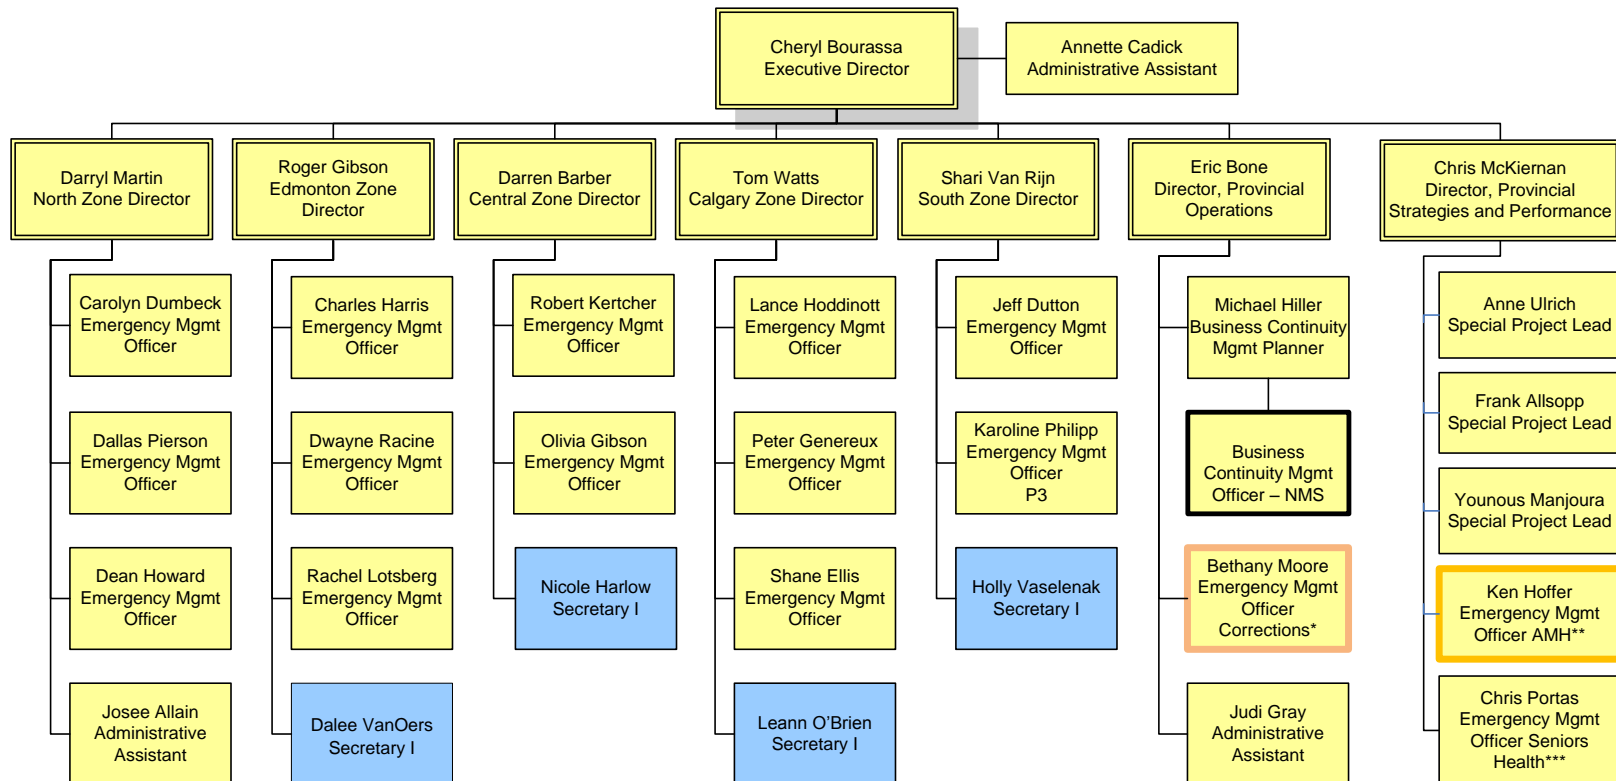 Cheryl Bourassa
Executive Director
Annette Cadick
Administrative Assistant
Darryl Martin
North Zone Director
Roger Gibson
Edmonton Zone
Director
Darren Barber
Central Zone Director
Tom Watts
Calgary Zone Director
Shari Van Rijn
South Zone Director
Eric Bone
Director, Provincial
Operations
Chris McKiernan
Director, Provincial
Strategies and Performance
Carolyn Dumbeck
Emergency Mgmt
Officer
Dallas Pierson
Emergency Mgmt
Officer
Dean Howard
Emergency Mgmt
Officer
Josee Allain
Administrative
Assistant
Charles Harris
Emergency Mgmt
Officer
Dwayne Racine
Emergency Mgmt
Officer
Rachel Lotsberg
Emergency Mgmt
Officer
Dalee VanOers
Secretary I
Robert Kertcher
Emergency Mgmt
Officer
Olivia Gibson
Emergency Mgmt
Officer
Nicole Harlow
Secretary I
Lance Hoddinott
Emergency Mgmt
Officer
Peter Genereux
Emergency Mgmt
Officer
Shane Ellis
Emergency Mgmt
Officer
Leann O’Brien
Secretary I
Jeff Dutton
Emergency Mgmt
Officer
Karoline Philipp
Emergency Mgmt
Officer
P3
Holly Vaselenak
Secretary I
Michael Hiller
Business Continuity
Mgmt Planner
Business
Continuity Mgmt
Officer – NMS
Bethany Moore
Emergency Mgmt
Officer
Corrections*
Judi Gray
Administrative
Assistant
Anne Ulrich
Special Project Lead
Frank Allsopp
Special Project Lead
Younous Manjoura
Special Project Lead
Ken Hoffer
Emergency Mgmt
Officer AMH**
Chris Portas
Emergency Mgmt
Officer Seniors
Health***